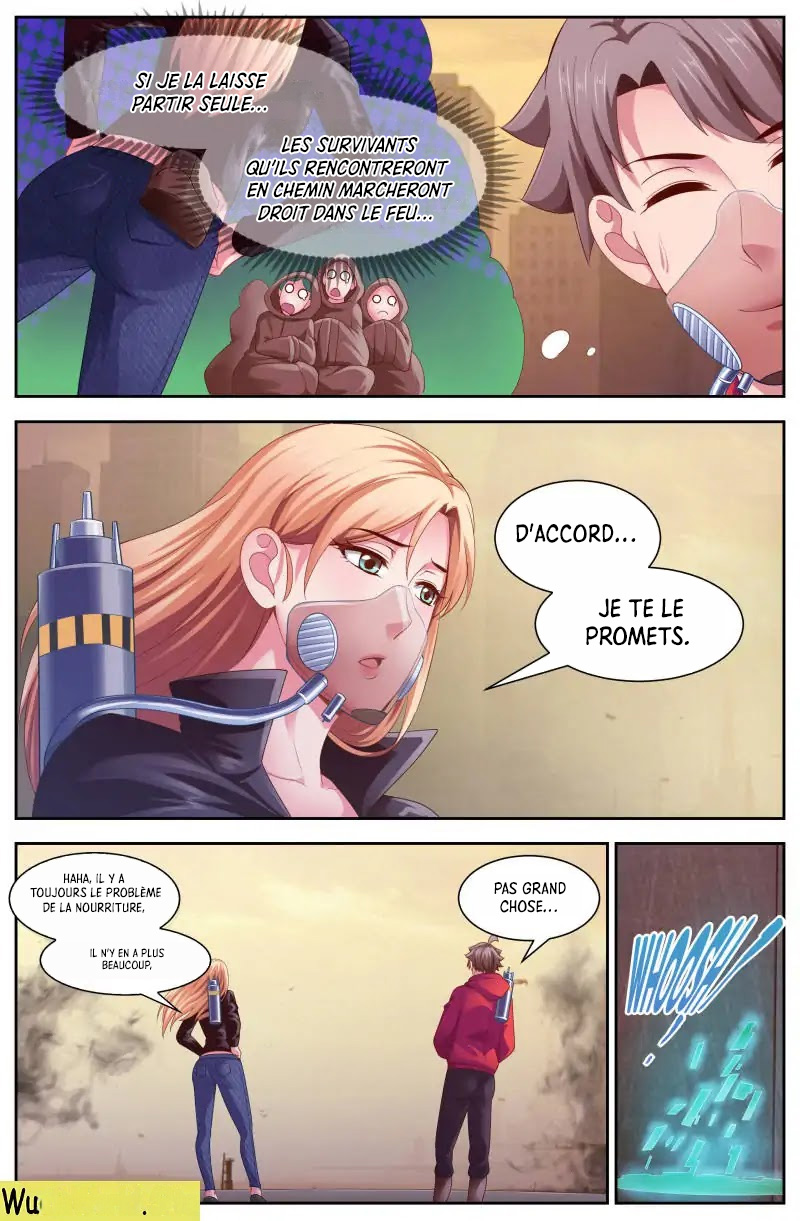 SI JE LA LAISSE
PARTIR SEULE...
LES SURVIVANTS
QU'ILS RENCONTRERONT
EN CHEMIN MARCHERONT
DROIT DANS LE FEU...
D'ACCORD...
JE TE LE
PROMETS.
HAHA, IL Y A
TOUJOURS LE PROBLÈME
DE LA NOURRITURE,
IL N'Y EN A PLUS
BEAUCOUP,
PAS GRAND
CHOSE...
WHOOSH!